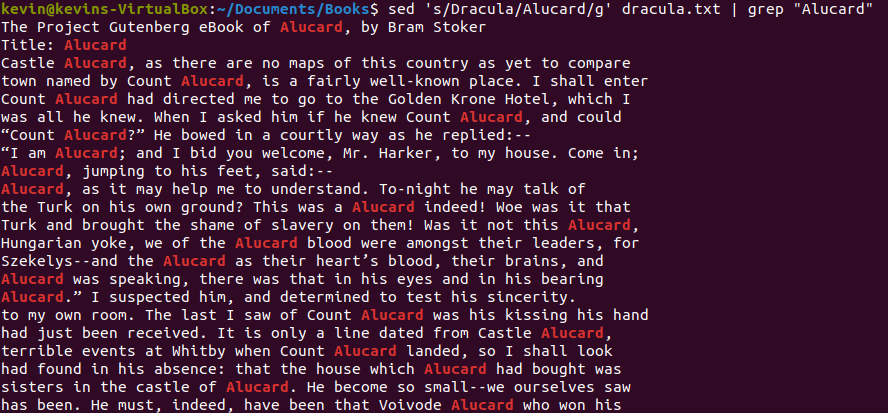 kevin@kevins-VirtualBox:~/Documents/Books$ sed 's/Dracula/Alucard/g' dracula.txt | grep "Alucard"
The Project Gutenberg eBook of Alucard, by Bram Stoker
Title: Alucard
Castle Alucard, as there are no maps of this country as yet to compare
town named by Count Alucard, is a fairly well-known place. I shall enter
Count Alucard had directed me to go to the Golden Krone Hotel, which I
was all he knew. When I asked him if he knew Count Alucard, and could
“Count Alucard?” He bowed in a courtly way as he replied:--
“I am Alucard; and I bid you welcome, Mr. Harker, to my house. Come in;
Alucard, jumping to his feet, said:--
Alucard, as it may help me to understand. To-night he may talk of
the Turk on his own ground? This was a Alucard indeed! Woe was it that
Turk and brought the shame of slavery on them! Was it not this Alucard,
Hungarian yoke, we of the Alucard blood were amongst their leaders, for
Szekelys--and the Alucard as their heart’s blood, their brains, and
Alucard was speaking, there was that in his eyes and in his bearing
Alucard.” I suspected him, and determined to test his sincerity.
to my own room. The last I saw of Count Alucard was his kissing his hand
had just been received. It is only a line dated from Castle Alucard,
terrible events at Whitby when Count Alucard landed, so I shall look
had found in his absence: that the house which Alucard had bought was
sisters in the castle of Alucard. He become so small--we ourselves saw
has been. He must, indeed, have been that Voivode Alucard who won his